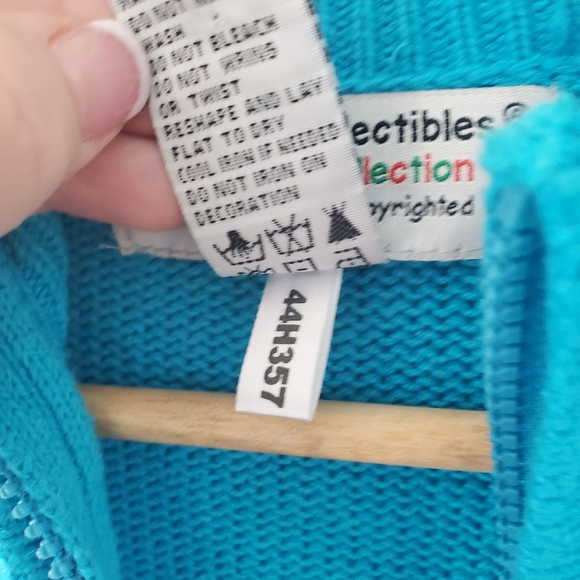 DO NOT BLEACH
DO NOT WRING
OR TWIST
RESHAPE AND LAY
FLAT TO DRY
COOL IRON IF NEEDED
DO NOT IRON ON
DECORATION
ectibles®
llection
pyrighted
44H357